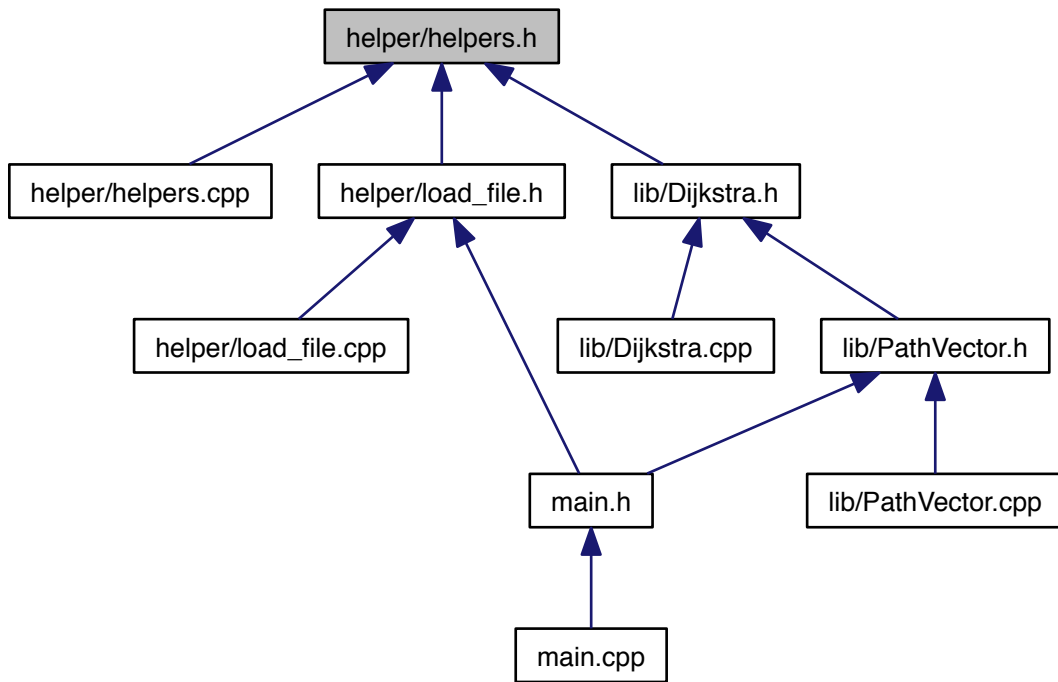 helper/helpers.h
helper/helpers.cpp
helper/load_file.h
lib/Dijkstra.h
helper/load_file.cpp
lib/Dijkstra.cpp
lib/PathVector.h
main.h
lib/PathVector.cpp
main.cpp